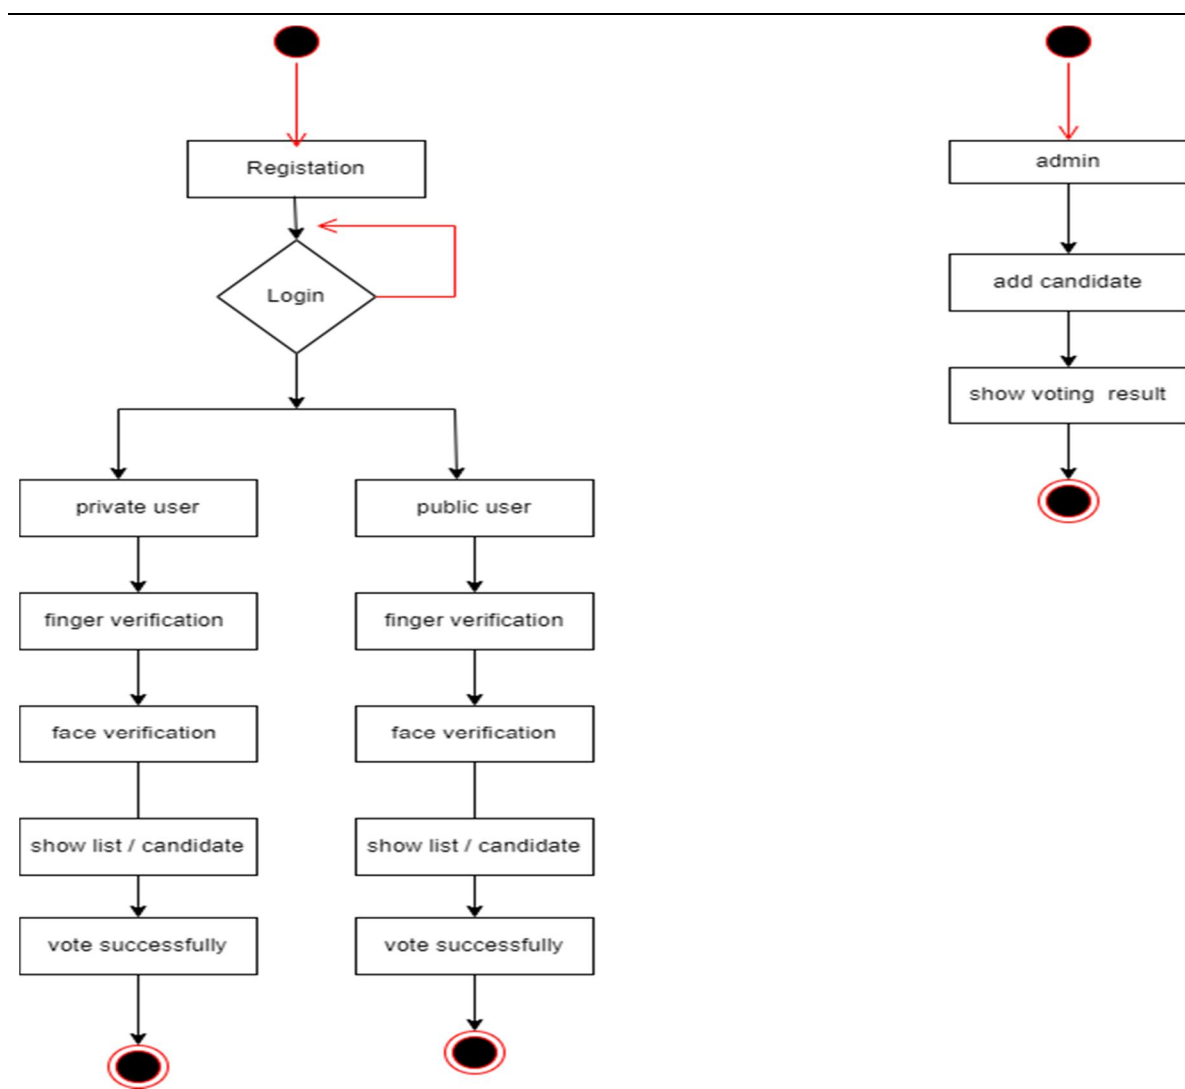 Registation
Login
private user
finger verification
face verification
show list / candidate
vote successfully
public user
finger verification
face verification
show list / candidate
vote successfully
admin
add candidate
show voting  result